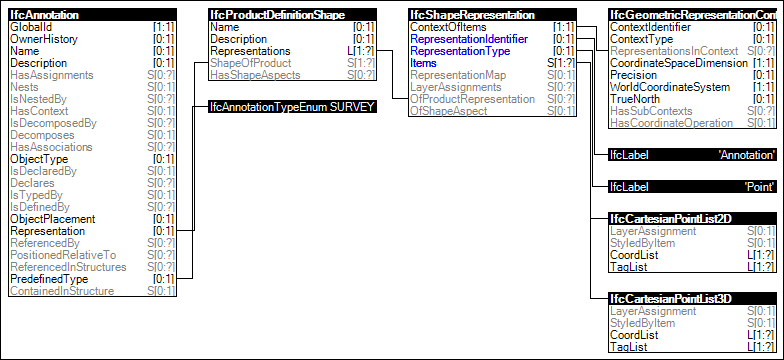 IfcAnnotation
GlobalId [1:1]
OwnerHistory [0:1]
Name [0:1]
Description [0:1]
HasAssignments S[0:?]
Nests S[0:1]
IsNestedBy S[0:?]
HasContext S[0:1]
IsDecomposedBy S[0:?]
Decomposes S[0:1]
HasAssociations S[0:?]
ObjectType [0:1]
IsDeclaredBy S[0:1]
Declares S[0:?]
IsTypedBy S[0:1]
IsDefinedBy S[0:?]
ObjectPlacement [0:1]
Representation [0:1]
ReferencedBy S[0:?]
PositionedRelativeTo S[0:?]
ReferencedInStructures S[0:?]
PredefinedType [0:1]
ContainedInStructure S[0:1]
IfcProductDefinitionShape
Name [0:1]
Description [0:1]
Representations L[1:?]
ShapeOfProduct S[1:?]
HasShapeAspects S[0:?]
IfcAnnotationTypeEnum SURVEY
IfcShapeRepresentation
ContextOfItems [1:1]
RepresentationIdentifier [0:1]
RepresentationType [0:1]
Items S[1:?]
RepresentationMap S[0:1]
LayerAssignments S[0:?]
OfProductRepresentation S[0:?]
OfShapeAspect S[0:1]
IfcGeometricRepresentationCont
ContextIdentifier [0:1]
ContextType [0:1]
RepresentationsInContext S[0:?]
CoordinateSpaceDimension [1:1]
Precision [0:1]
WorldCoordinateSystem [1:1]
TrueNorth [0:1]
HasSubContexts S[0:?]
HasCoordinateOperation S[0:1]
IfcLabel 'Annotation'
IfcLabel 'Point'
IfcCartesianPointList2D
LayerAssignment S[0:1]
StyledByItem S[0:1]
CoordList L[1:?]
TagList L[1:?]
IfcCartesianPointList3D
LayerAssignment S[0:1]
StyledByItem S[0:1]
CoordList L[1:?]
TagList L[1:?]